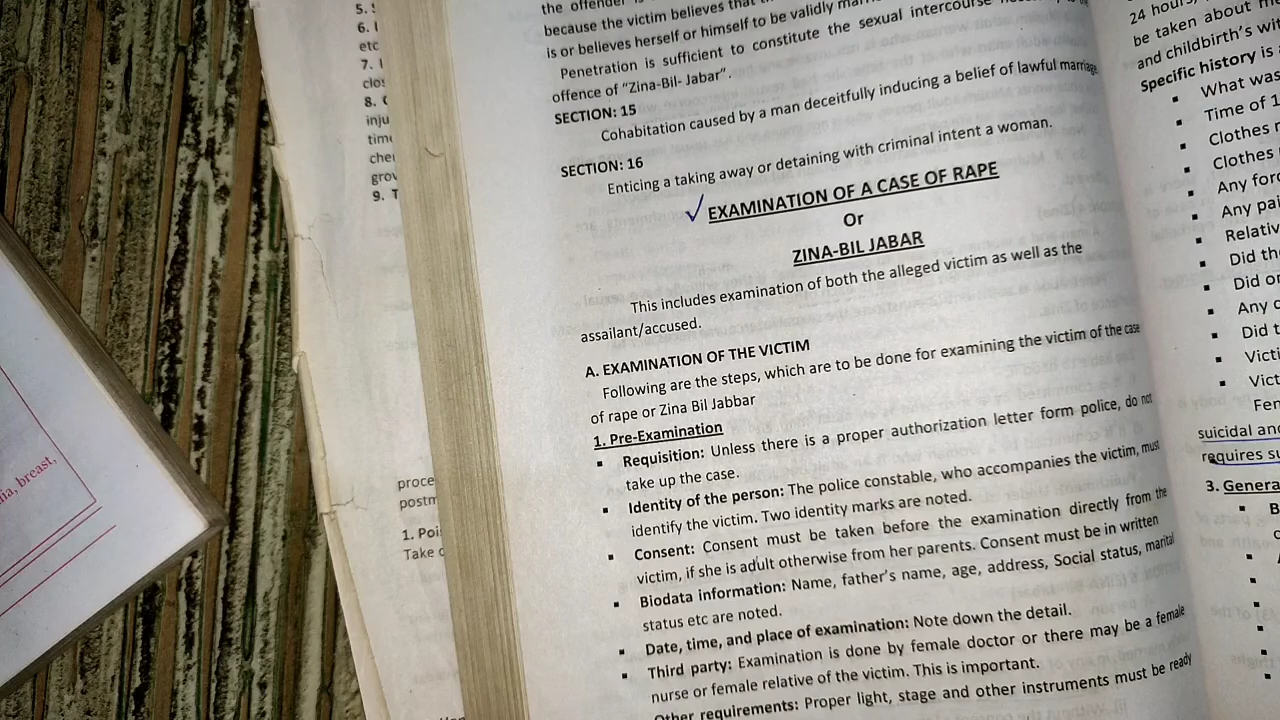 5.
6.
etc
7.
clos
8.
inju
tim
che
grov
9. T
proce
postn
1. Poi
Take
because the victim believes that
is or believes herself or himself to be validly
Penetration is sufficient to constitute the sexual intercourse
offence of "Zina-Bil- Jabar".
SECTION: 15
Cohabitation caused by a man deceitfully inducing a belief of lawful marriage
SECTION: 16
Enticing a taking away or detaining with criminal intent a woman.
EXAMINATION OF A CASE OF RAPE
Or
ZINA-BIL JABAR
This includes examination of both the alleged victim as well as the
assailant/accused.
A. EXAMINATION OF THE VICTIM
Following are the steps, which are to be done for examining the victim of the case
of rape or Zina Bil Jabbar
1. Pre-Examination
▪ Requisition: Unless there is a proper authorization letter form police, do not
take up the case.
▪ Identity of the person: The police constable, who accompanies the victim, must
identify the victim. Two identity marks are noted.
▪ Consent: Consent must be taken before the examination directly from the
victim, if she is adult otherwise from her parents. Consent must be in written
▪ Biodata information: Name, father's name, age, address, Social status, marital
status etc are noted.
▪ Date, time, and place of examination: Note down the detail.
▪ Third party: Examination is done by female doctor or there may be a female
nurse or female relative of the victim. This is important.
Other requirements: Proper light, stage and other instruments must be ready
24 hours,
be taken about
and childbirth's wit
Specific history is
▪ What was
▪ Time of 1
▪ Clothes
▪ Clothes
▪ Any forc
▪ Any pai
▪ Relativ
▪ Did th
▪ Did or
▪ Any c
▪ Did t
▪ Victi
▪ Vict
Fen
suicidal and
requires su
3. Genera
▪ B
nia, breast,